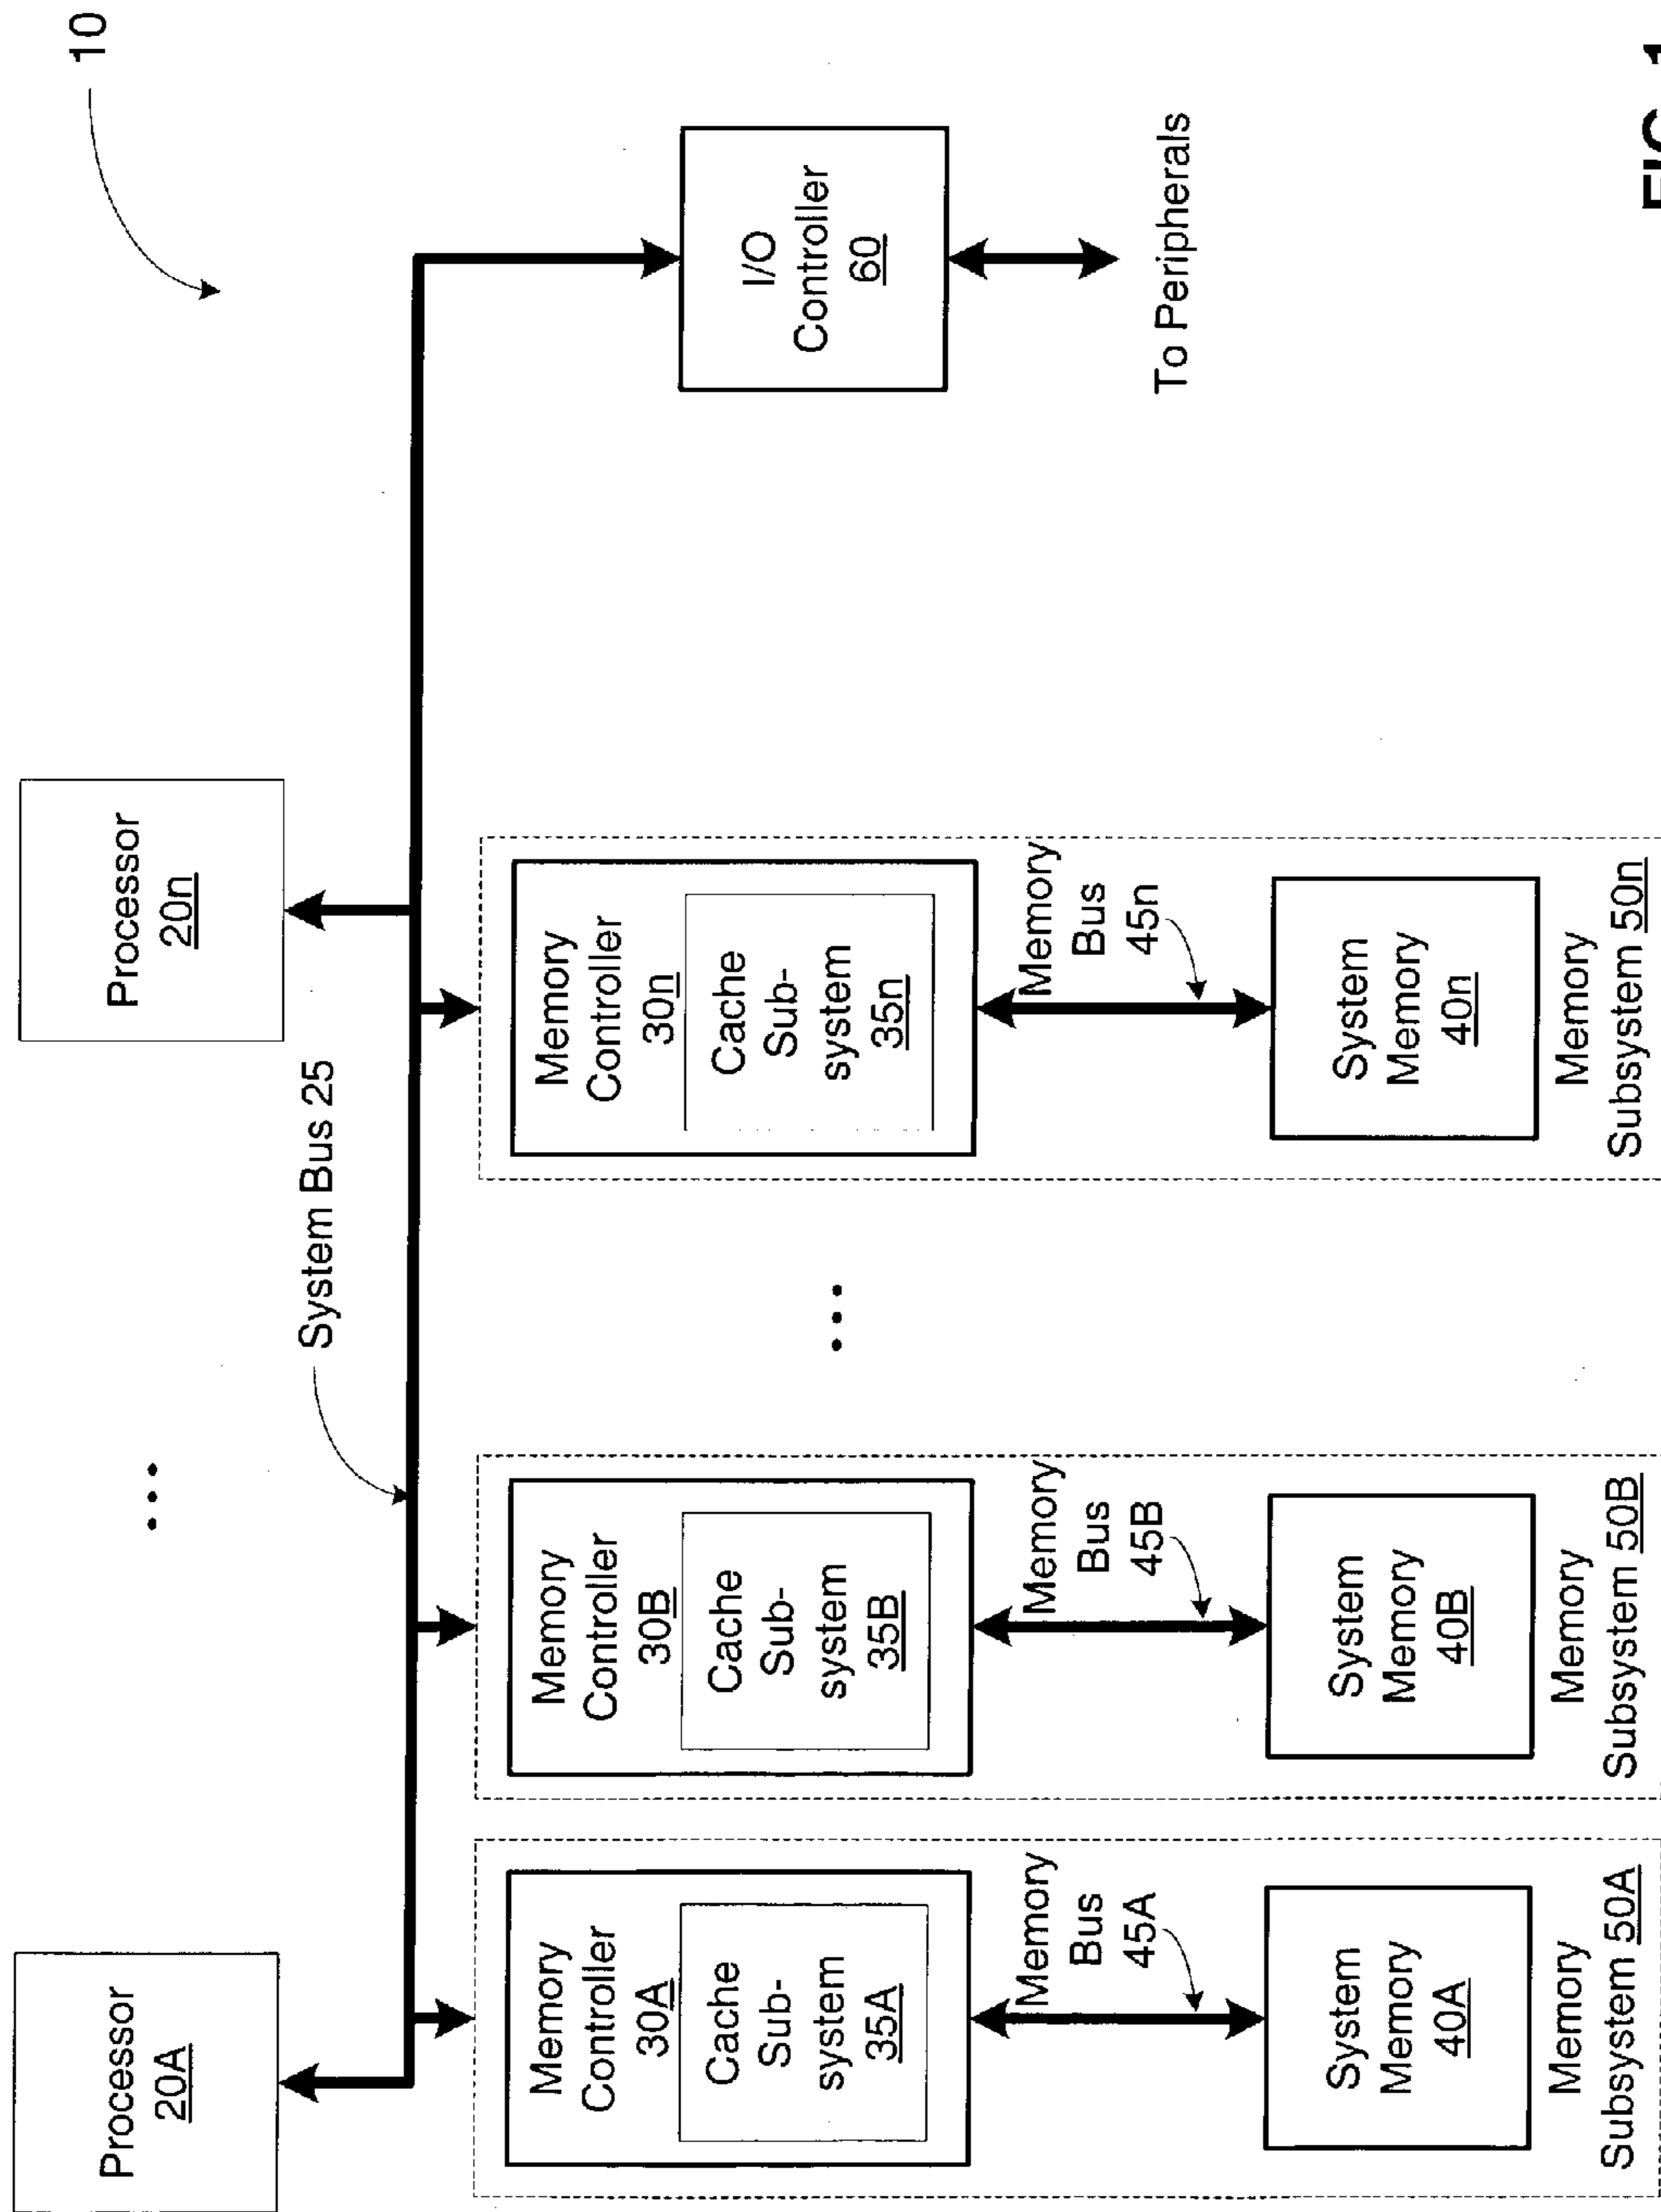 10
Processor
20A
...
Processor
20n
System Bus 25
Memory
Controller
30A
Cache
Sub-
system
35A
Memory
Bus
45A
System
Memory
40A
Memory
Subsystem 50A
Memory
Controller
30B
Cache
Sub-
system
35B
Memory
Bus
45B
System
Memory
40B
Memory
Subsystem 50B
...
Memory
Controller
30n
Cache
Sub-
system
35n
Memory
Bus
45n
System
Memory
40n
Memory
Subsystem 50n
I/O
Controller
60
To Peripherals
FIG. 1